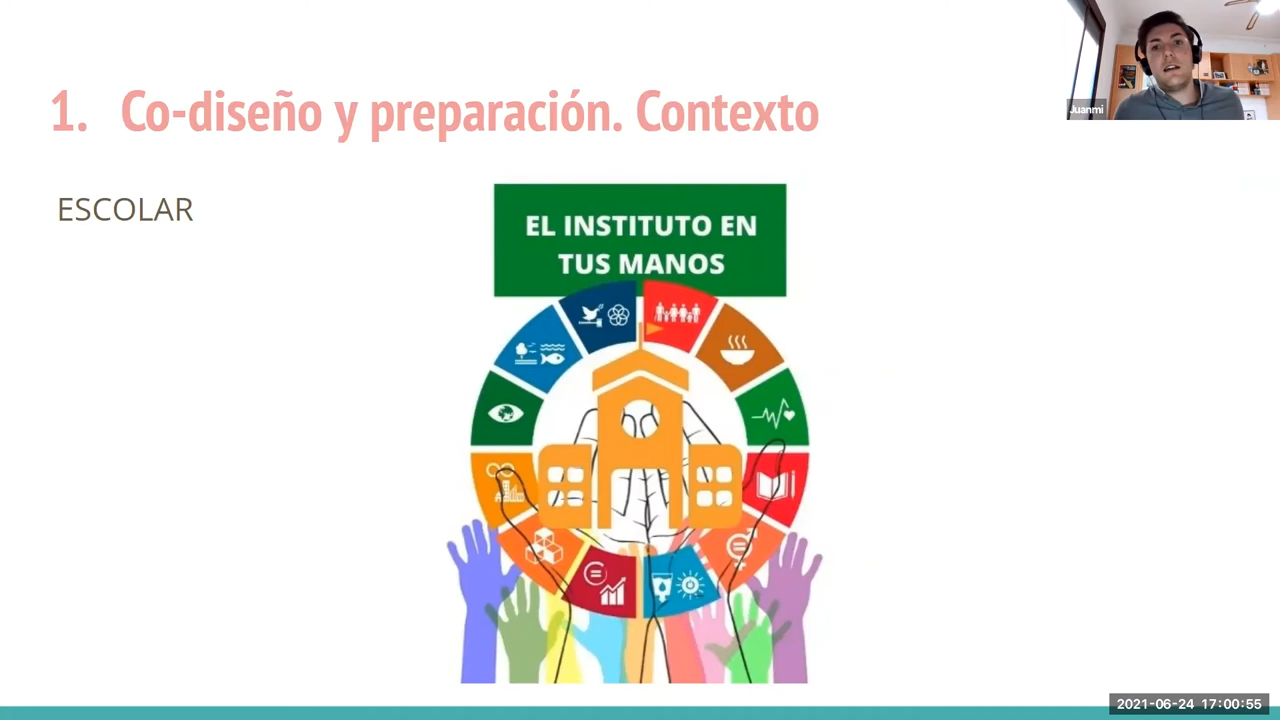 1. Co-diseño y preparación. Contexto
Juanmi
ESCOLAR
EL INSTITUTO EN
TUS MANOS
2021-06-24 17:00:55